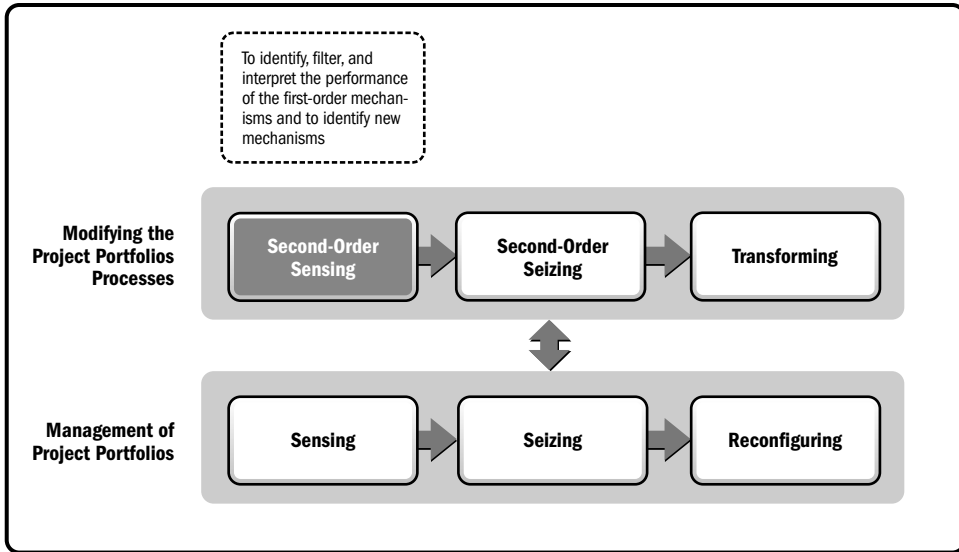 To identify, filter, and
interpret the performance
of the first-order mechan-
isms and to identify new
mechanisms
Modifying the
Project Portfolios
Processes
Second-Order
Sensing
Second-Order
Seizing
Transforming
Management of
Project Portfolios
Sensing
Seizing
Reconfiguring